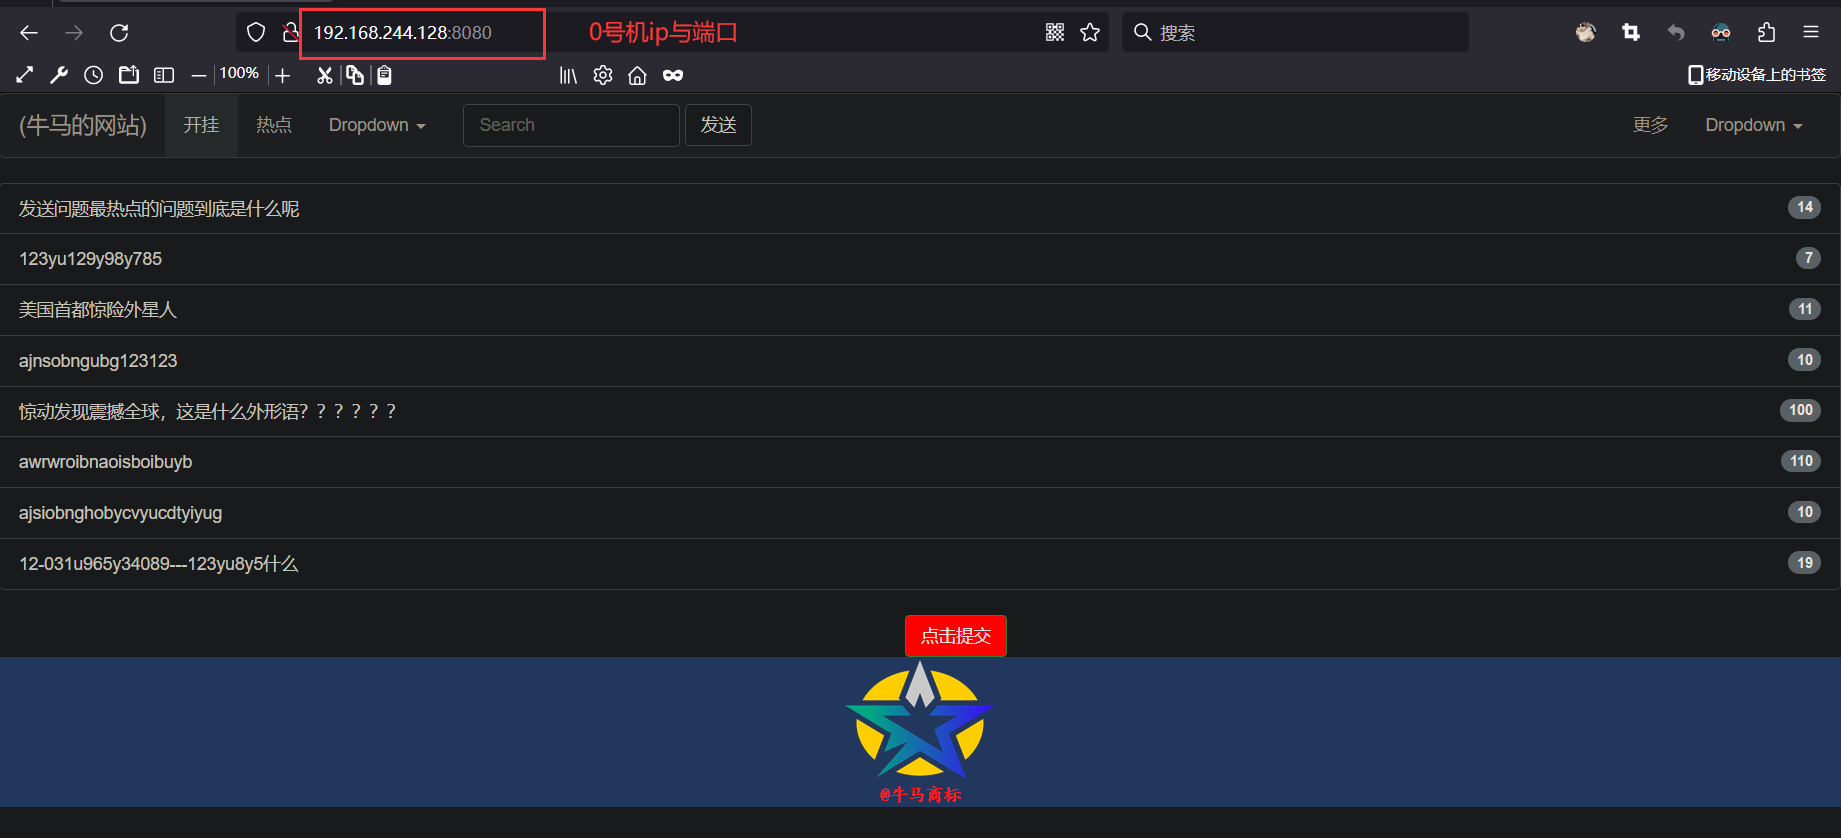 192.168.244.128:8080
0号机ip与端口
搜索
100%
移动设备上的书签
(牛马的网站)
开挂
热点
Dropdown
Search
发送
更多
Dropdown
发送问题最热点的问题到底是什么呢
14
123yu129y98y785
7
美国首都惊险外星人
11
ajnsobngubg123123
10
惊动发现震撼全球，这是什么外形语？？？？？？
100
awrwroibnaoisboibuyb
110
ajsiobnghobycvyucdtyiyug
10
12-031u965y34089---123yu8y5什么
19
点击提交
@牛马商标